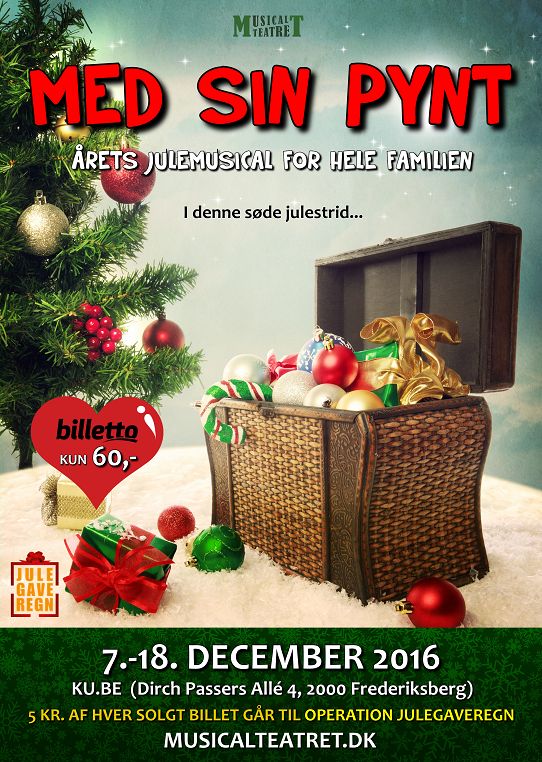 MUSICAL
TEATRET
MED SIN PYNT
ÅRETS JULEMUSICAL FOR HELE FAMILIEN
I denne søde julestrid...
billetto
KUN 60,-
JULE
GAVE
REGN
7.-18. DECEMBER 2016
KU.BE (Dirch Passers Allé 4, 2000 Frederiksberg)
5 KR. AF HVER SOLGT BILLET GÅR TIL OPERATION JULEGAVEREGN
MUSICALTEATRET.DK